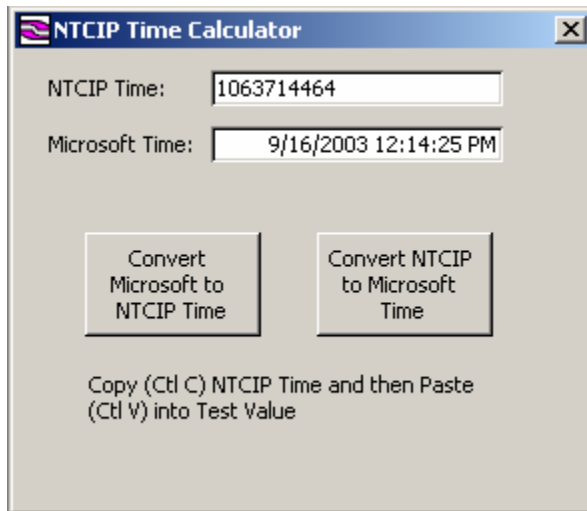 NTCIP Time Calculator
NTCIP Time: 1063714464
Microsoft Time: 9/16/2003 12:14:25 PM
Convert Microsoft to NTCIP Time
Convert NTCIP to Microsoft Time
Copy (Ctl C) NTCIP Time and then Paste
(Ctl V) into Test Value